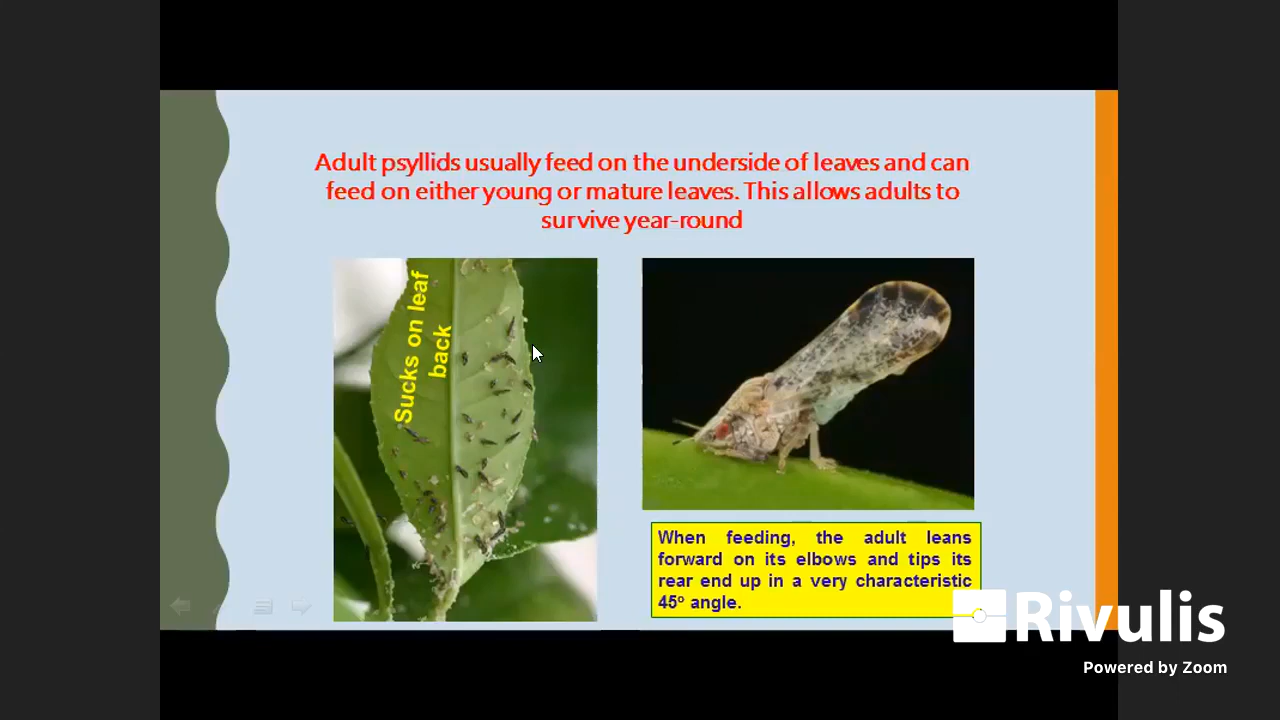 Adult psyllids usually feed on the underside of leaves and can
feed on either young or mature leaves. This allows adults to
survive year-round
Sucks on leaf
back
When feeding, the adult leans
forward on its elbows and tips its
rear end up in a very characteristic
45º angle.
Rivulis
Powered by Zoom